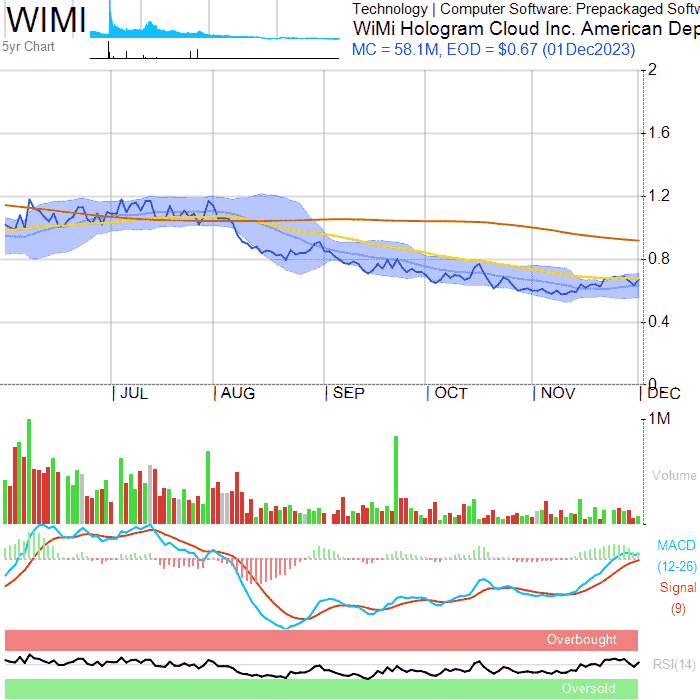 WIMI
5yr Chart
Technology | Computer Software: Prepackaged Softw
WiMi Hologram Cloud Inc. American Dep
MC = 58.1M, EOD = $0.67 (01Dec2023)
2
1.6
1.2
0.8
0.4
0
JUL AUG SEP OCT NOV DEC
1M
Volume
MACD
(12-26)
Signal
(9)
Overbought
RSI(14)
Oversold